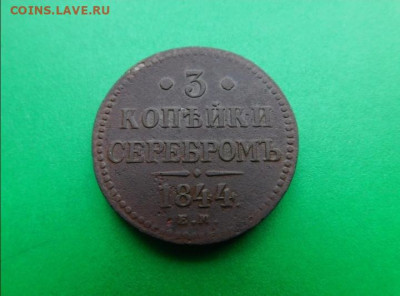 COINS.LAVE.RU
· 3 ·
КОПѢЙКИ
СЕРЕБРОМЪ
1844.
Е.М.